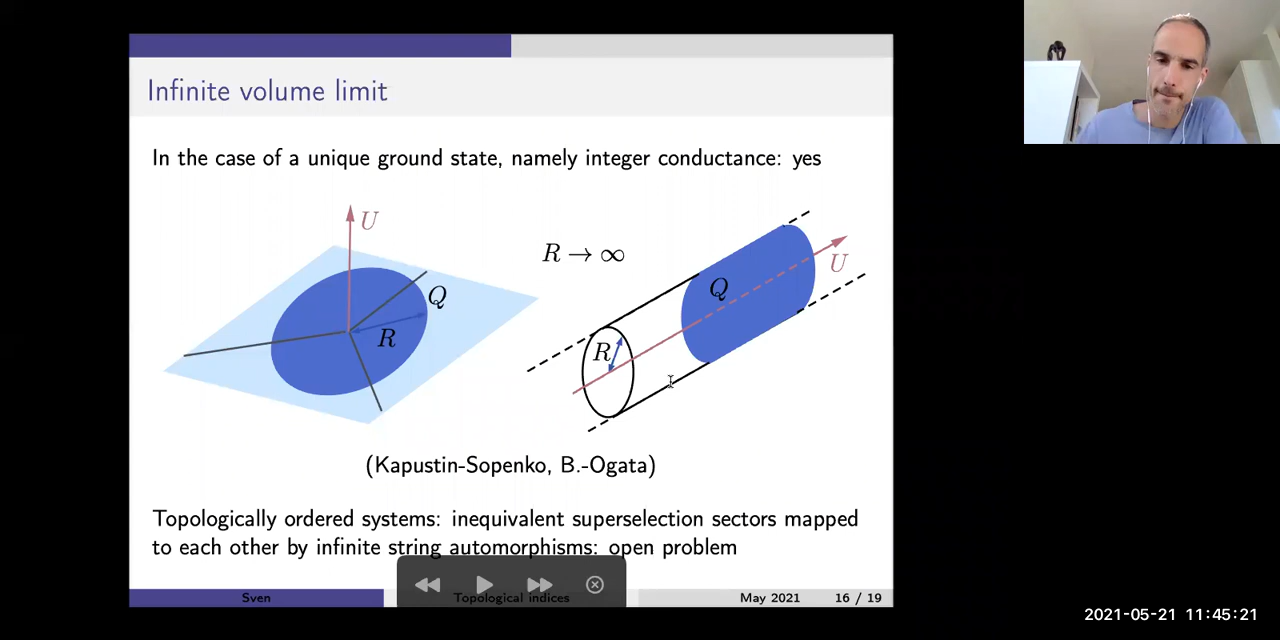 Infinite volume limit
In the case of a unique ground state, namely integer conductance: yes
U
R → ∞
U
Q
Q
R
R
(Kapustin-Sopenko, B.-Ogata)
Topologically ordered systems: inequivalent superselection sectors mapped
to each other by infinite string automorphisms: open problem
Sven
Topological indices
May 2021
16 / 19
2021-05-21 11:45:21